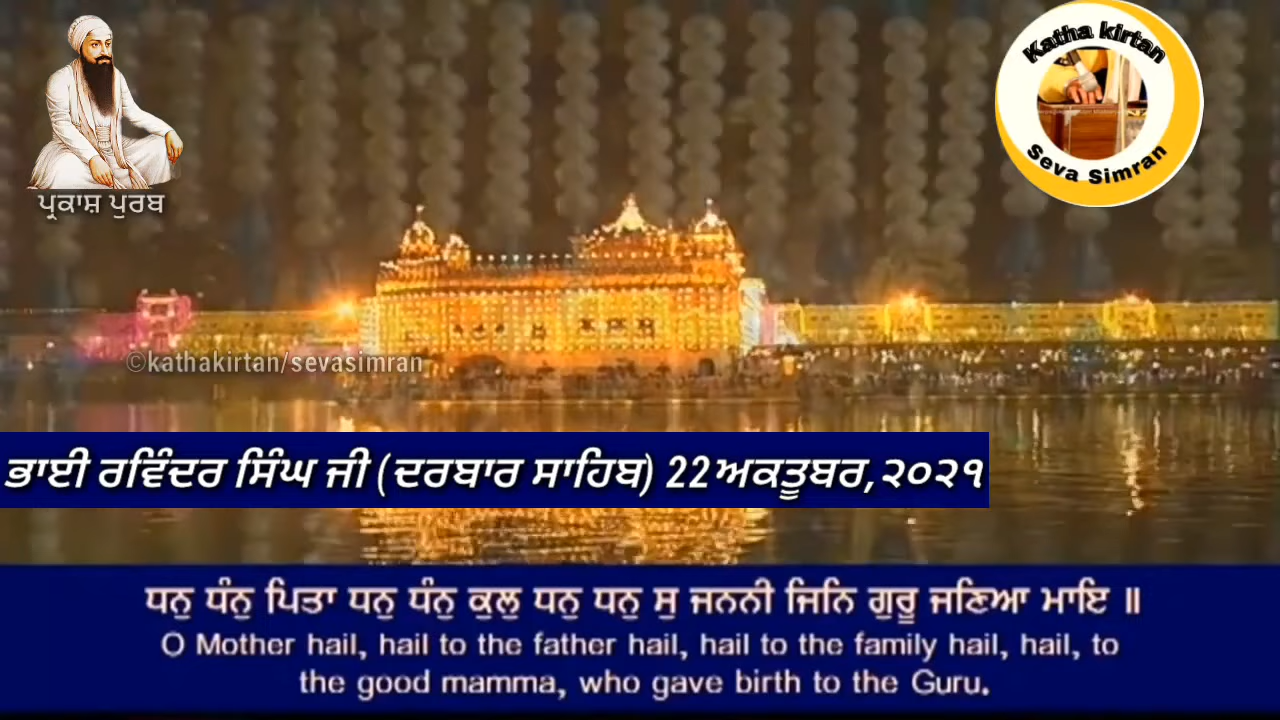 Katha kirtan
Seva Simran
ਪ੍ਰਕਾਸ਼ ਪੁਰਬ
©kathakirtan/sevasimran
ਭਾਈ ਰਵਿੰਦਰ ਸਿੰਘ ਜੀ (ਦਰਬਾਰ ਸਾਹਿਬ) 22ਅਕਤੂਬਰ,੨੦੨੧
ਧਨੁ ਧੰਨੁ ਪਿਤਾ ਧਨੁ ਧੰਨੁ ਕੁਲੁ ਧਨੁ ਧਨੁ ਸੁ ਜਨਨੀ ਜਿਨਿ ਗੁਰੂ ਜਣਿਆ ਮਾਇ ॥
O Mother hail, hail to the father hail, hail to the family hail, hail, to
the good mamma, who gave birth to the Guru.